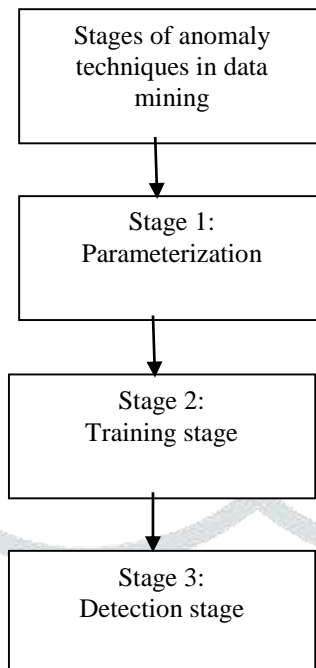 Stages of anomaly
techniques in data
mining
Stage 1:
Parameterization
Stage 2:
Training stage
Stage 3:
Detection stage